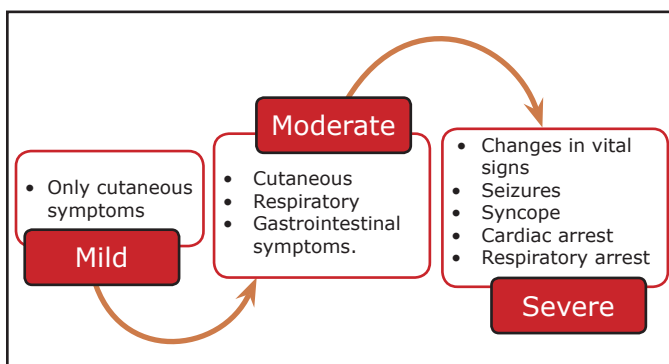 • Only cutaneous
symptoms
Mild
Moderate
• Cutaneous
• Respiratory
• Gastrointestinal
symptoms.
• Changes in vital
signs
• Seizures
• Syncope
• Cardiac arrest
• Respiratory arrest
Severe